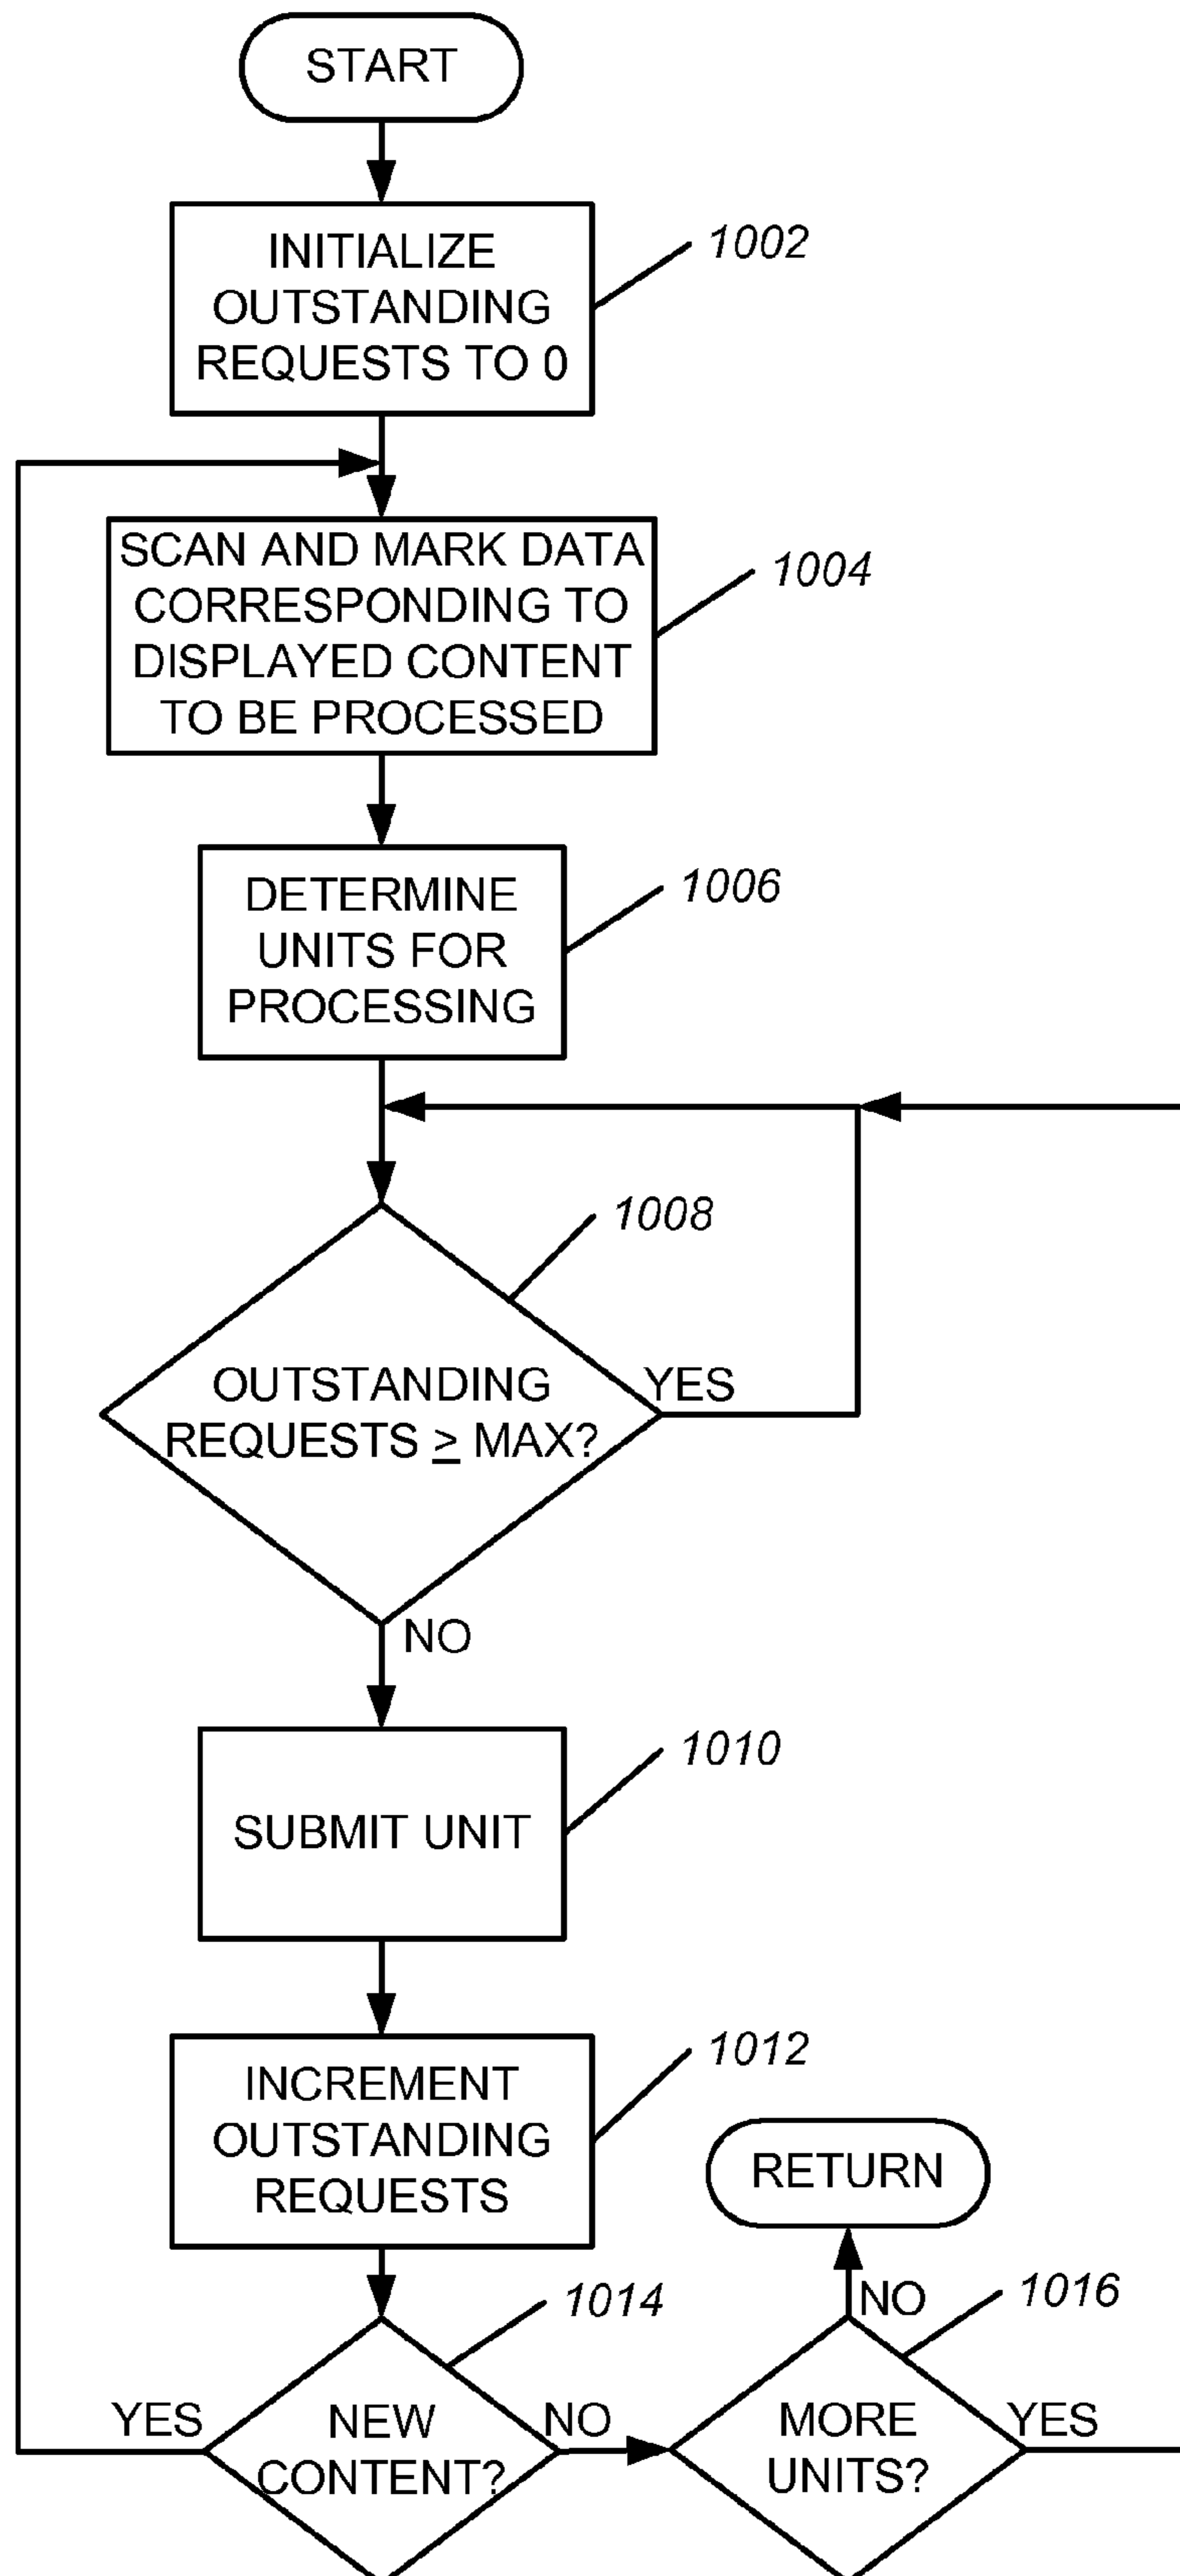 START
INITIALIZE
OUTSTANDING
REQUESTS TO 0
1002
SCAN AND MARK DATA
CORRESPONDING TO
DISPLAYED CONTENT
TO BE PROCESSED
1004
DETERMINE
UNITS FOR
PROCESSING
1006
1008
OUTSTANDING
REQUESTS ≥ MAX?
YES
NO
SUBMIT UNIT
1010
INCREMENT
OUTSTANDING
REQUESTS
1012
RETURN
1014
NEW
CONTENT?
YES
NO
1016
MORE
UNITS?
NO
YES